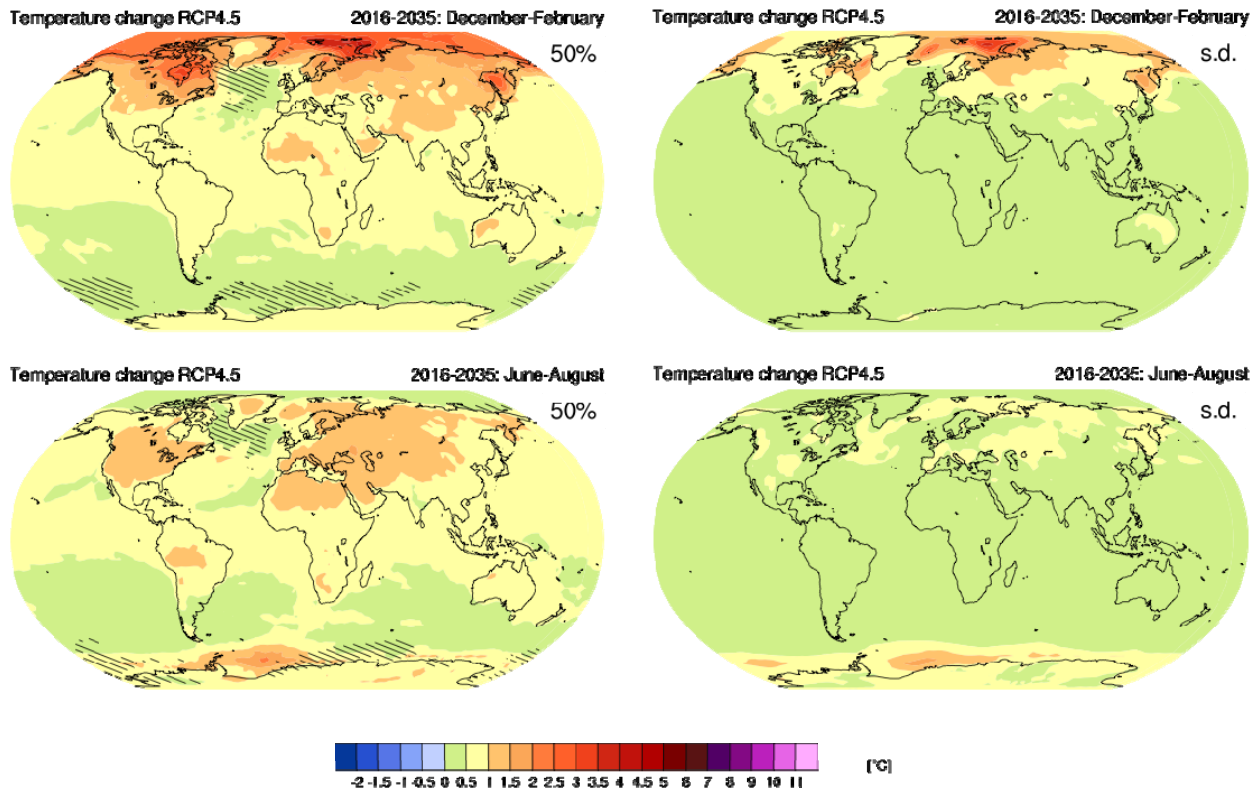 Temperature change RCP4.5 2016-2035: December-February
50%
Temperature change RCP4.5 2016-2035: December-February
s.d.
Temperature change RCP4.5 2016-2035: June-August
50%
Temperature change RCP4.5 2016-2035: June-August
s.d.
-2 -1.5 -1 -0.5 0 0.5 1 1.5 2 2.5 3 3.5 4 4.5 5 6 7 8 9 10 11 [°C]